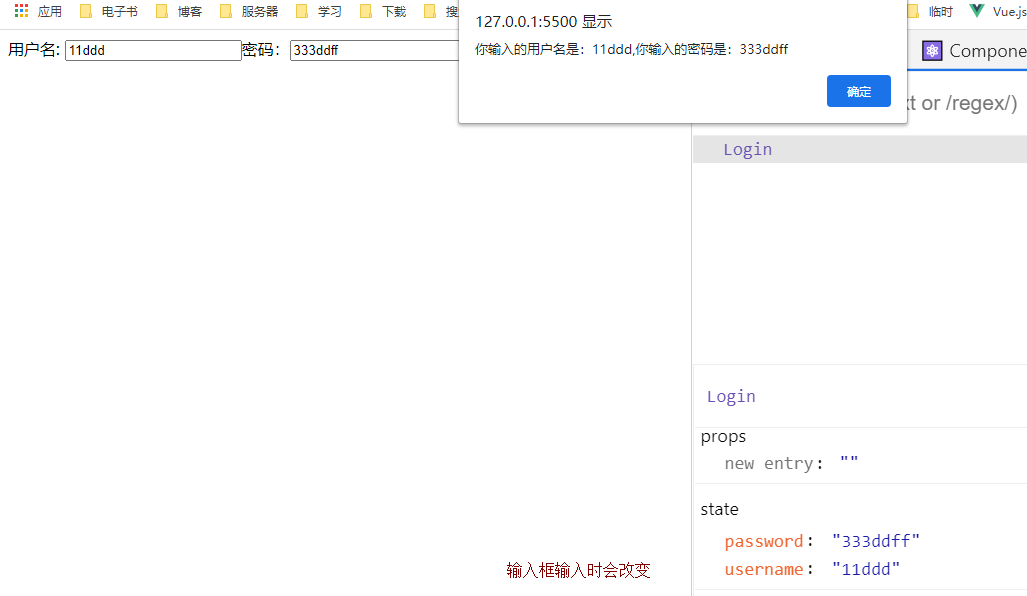 应用 电子书 博客 服务器 学习 下载 搜 临时 Vue.js
127.0.0.1:5500 显示
用户名: 11ddd 密码： 333ddff
你输入的用户名是：11ddd,你输入的密码是：333ddff
Compone
确定
t or /regex/)
Login
Login
props
new entry: ""
state
password: "333ddff"
username: "11ddd"
输入框输入时会改变